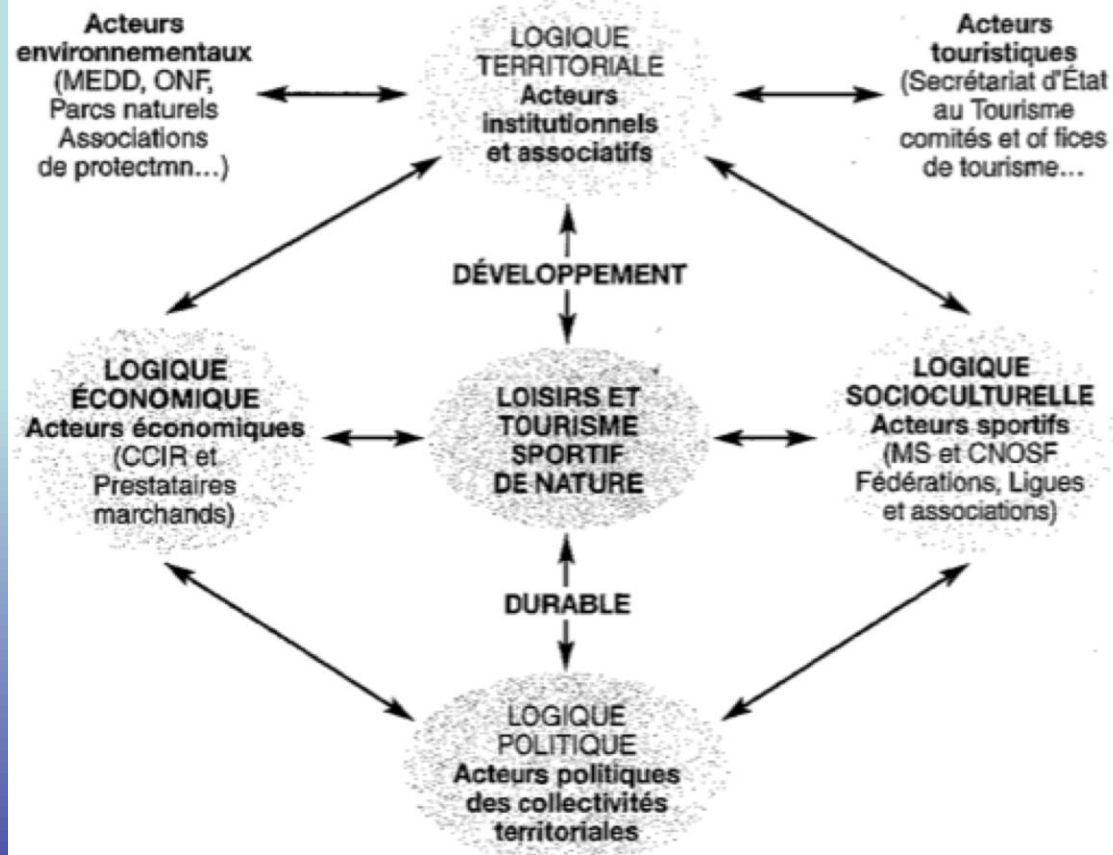 Acteurs
environnementaux
(MEDD, ONF,
Parcs naturels
Associations
de protectmn...)
LOGIQUE
TERRITORIALE
Acteurs
institutionnels
et associatifs
Acteurs
touristiques
(Secrétariat d'État
au Tourisme
comités et of fices
de tourisme...
DÉVELOPPEMENT
LOGIQUE
ÉCONOMIQUE
Acteurs économiques
(CCIR et
Prestataires
marchands)
LOISIRS ET
TOURISME
SPORTIF
DE NATURE
LOGIQUE
SOCIOCULTURELLE
Acteurs sportifs
(MS et CNOSF
Fédérations, Ligues
et associations)
DURABLE
LOGIQUE
POLITIQUE
Acteurs politiques
des collectivités
territoriales